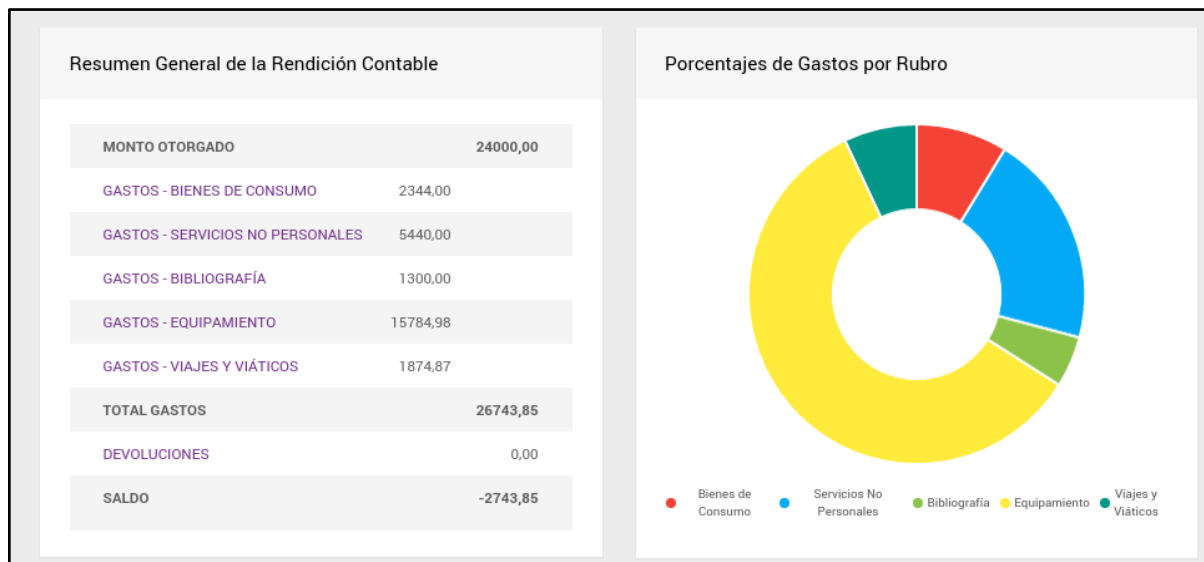 Resumen General de la Rendición Contable
MONTO OTORGADO 24000,00
GASTOS - BIENES DE CONSUMO 2344,00
GASTOS - SERVICIOS NO PERSONALES 5440,00
GASTOS - BIBLIOGRAFÍA 1300,00
GASTOS - EQUIPAMIENTO 15784,98
GASTOS - VIAJES Y VIÁTICOS 1874,87
TOTAL GASTOS 26743,85
DEVOLUCIONES 0,00
SALDO -2743,85
Porcentajes de Gastos por Rubro
Bienes de
Consumo
Servicios No
Personales
Bibliografía
Equipamiento
Viajes y
Viáticos